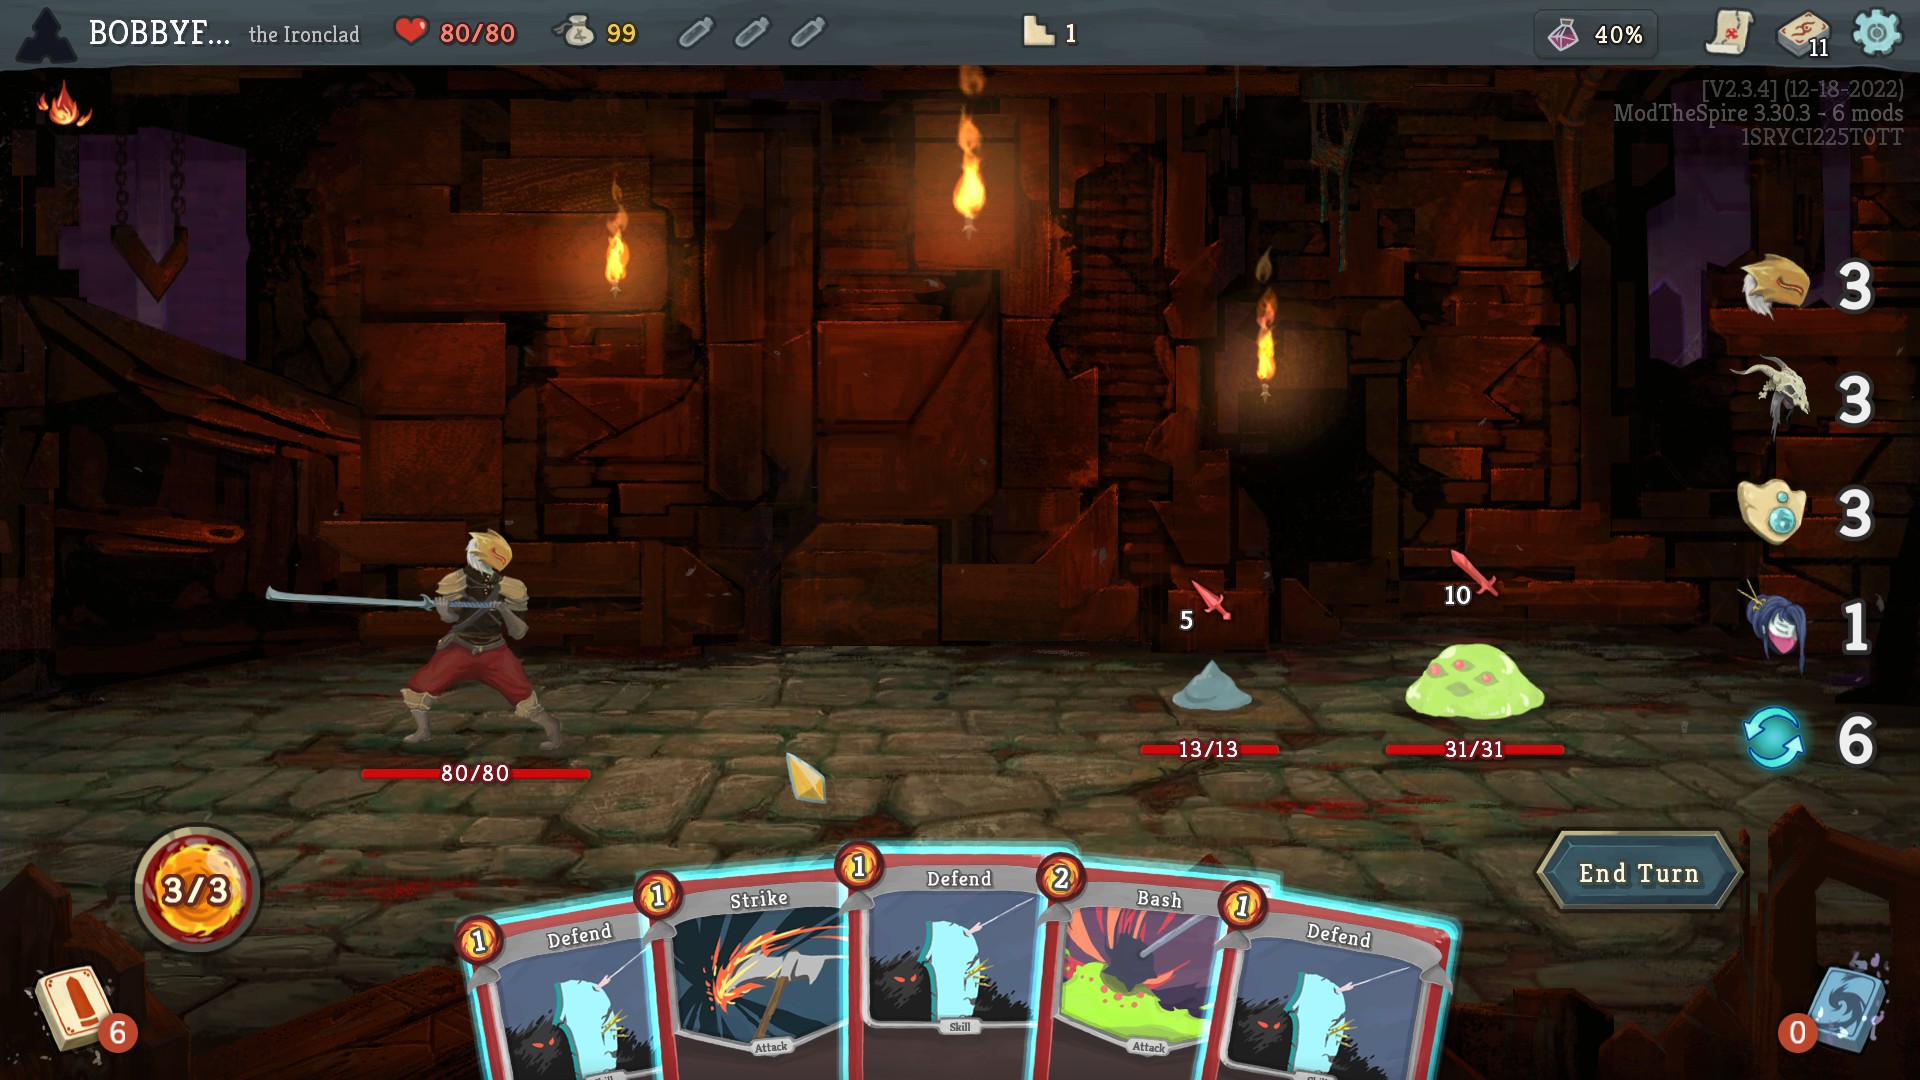 BOBBYF... the Ironclad 80/80 99 1 40% 11
[V2.3.4] (12-18-2022)
ModTheSpire 3.30.3 - 6 mods
1SRYCI225T0TT
3
3
3
1
6
5
10
80/80
13/13
31/31
3/3
1 Defend
1 Strike
Attack
1 Defend
Skill
2 Bash
Attack
1 Defend
End Turn
6
0